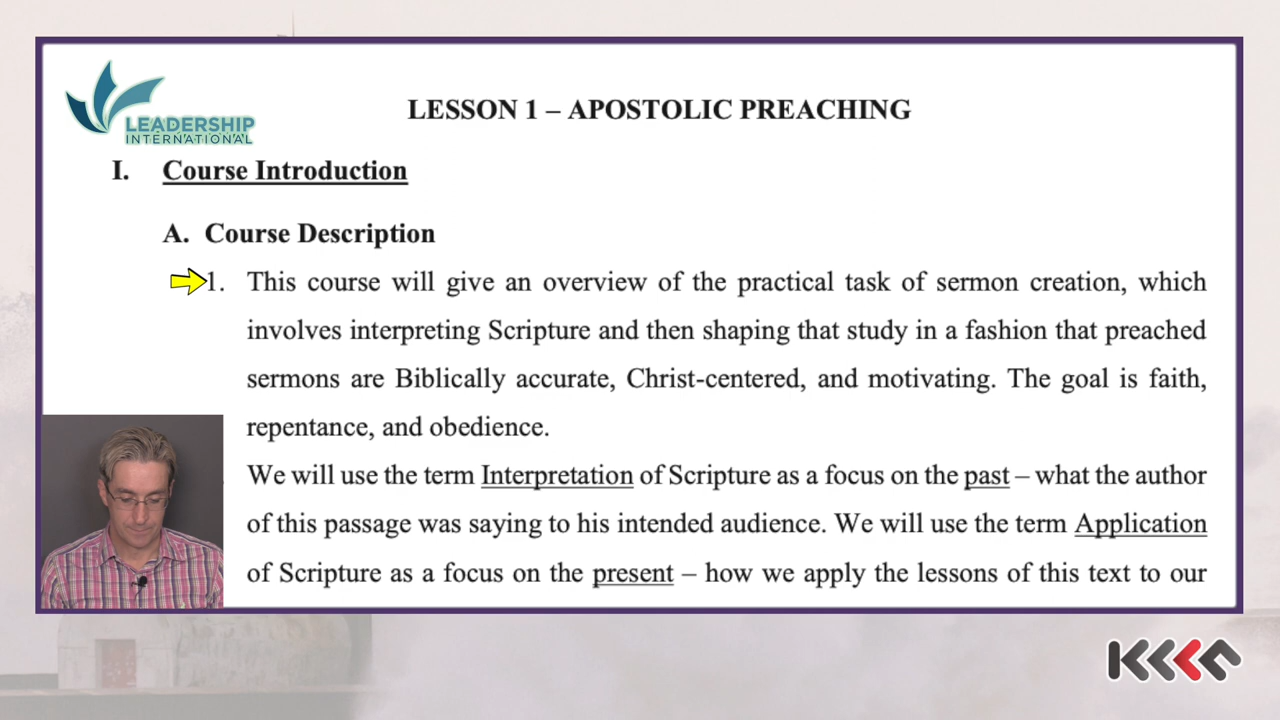 LEADERSHIP
INTERNATIONAL
LESSON 1 – APOSTOLIC PREACHING
I. Course Introduction
A. Course Description
1. This course will give an overview of the practical task of sermon creation, which
involves interpreting Scripture and then shaping that study in a fashion that preached
sermons are Biblically accurate, Christ-centered, and motivating. The goal is faith,
repentance, and obedience.
We will use the term Interpretation of Scripture as a focus on the past – what the author
of this passage was saying to his intended audience. We will use the term Application
of Scripture as a focus on the present – how we apply the lessons of this text to our